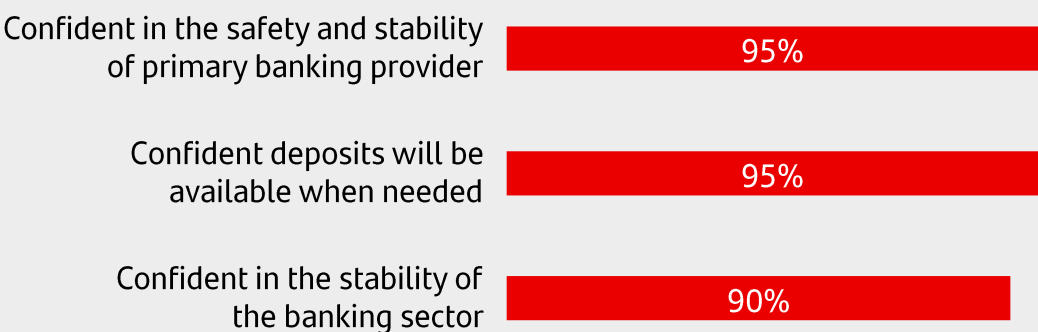 Confident in the safety and stability
of primary banking provider
95%
Confident deposits will be
available when needed
95%
Confident in the stability of
the banking sector
90%